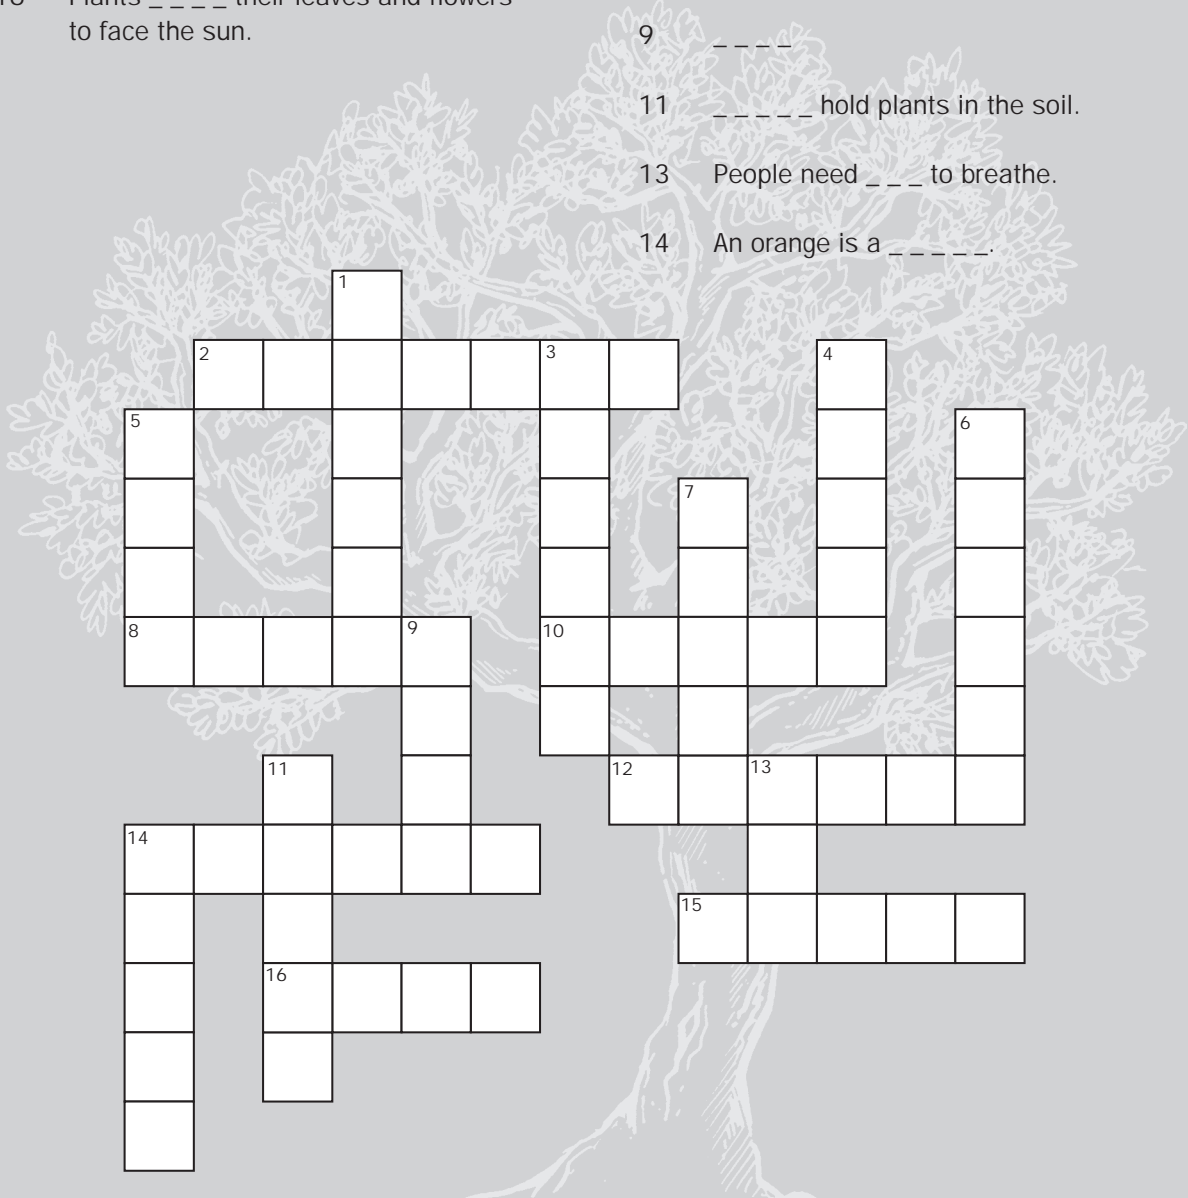 16 Plants _ _ _ _ their leaves and flowers
to face the sun.
9 _ _ _ _
11 _ _ _ _ _ hold plants in the soil.
13 People need _ _ _ to breathe.
14 An orange is a _ _ _ _ _.
1
2 3 4
5 6
7
8 9 10
11 12 13
14
15
16